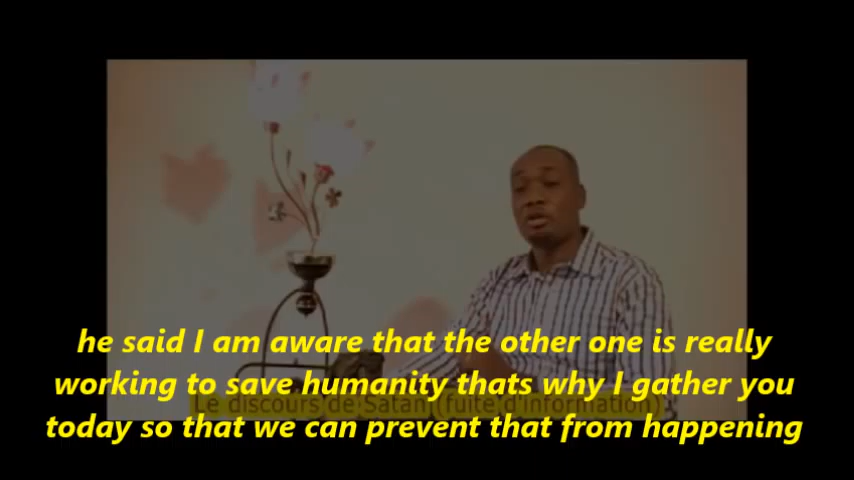 he said I am aware that the other one is really
working to save humanity thats why I gather you
Le discours de Satan (fuite d'information)
today so that we can prevent that from happening